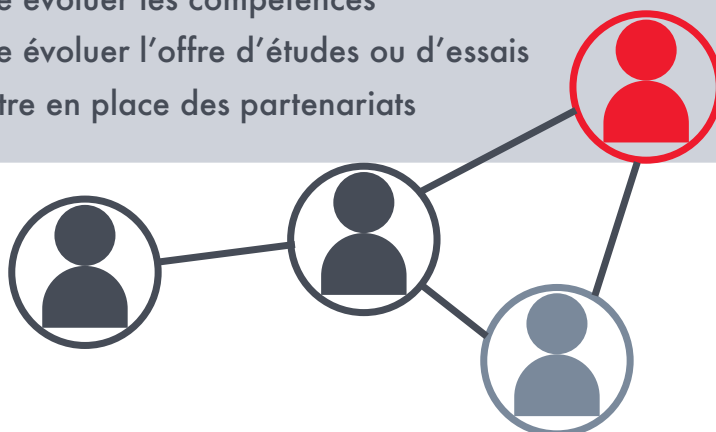 e évoluer les compétences
e évoluer l’offre d’études ou d’essais
tre en place des partenariats